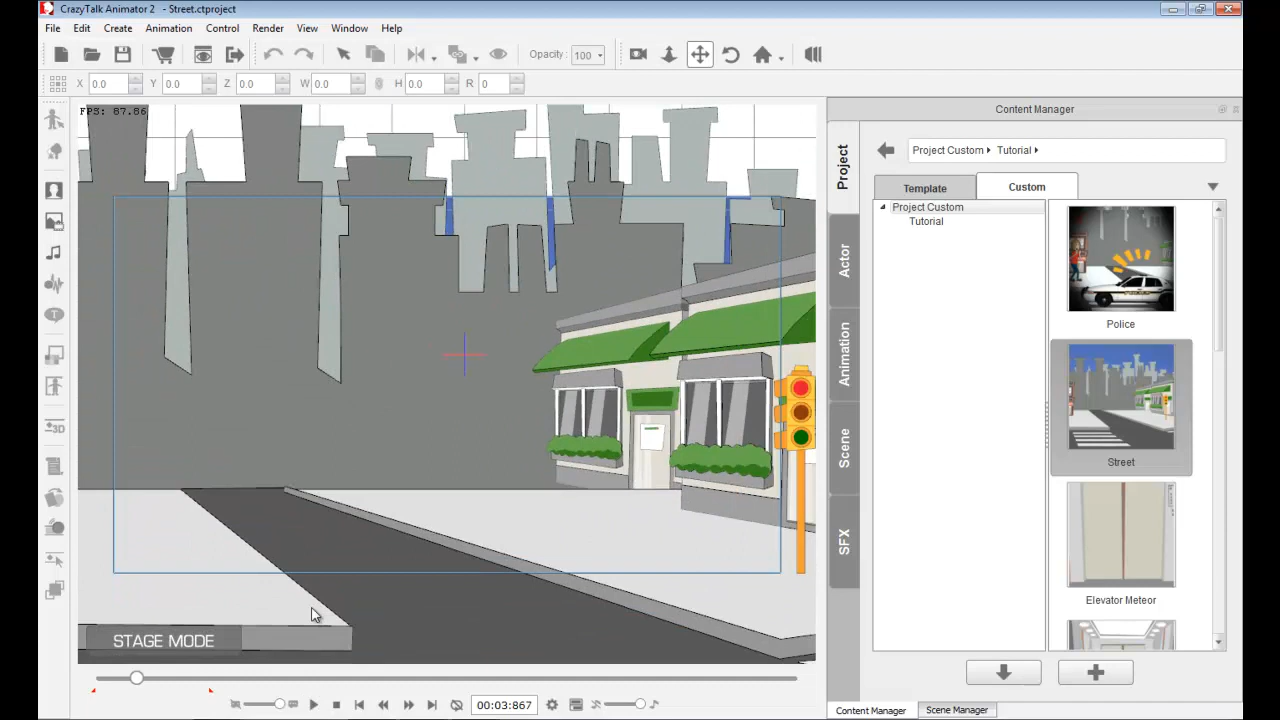 CrazyTalk Animator 2 - Street.ctproject
File Edit Create Animation Control Render View Window Help
Opacity: 100
X 0.0 Y 0.0 Z 0.0 W 0.0 H 0.0 R 0
Content Manager
FPS: 87.86
Project Custom Tutorial
Template Custom
Project Custom
Tutorial
Project
Actor
Animation
Scene
SFX
Police
Street
Elevator Meteor
STAGE MODE
00:03:867
Content Manager Scene Manager